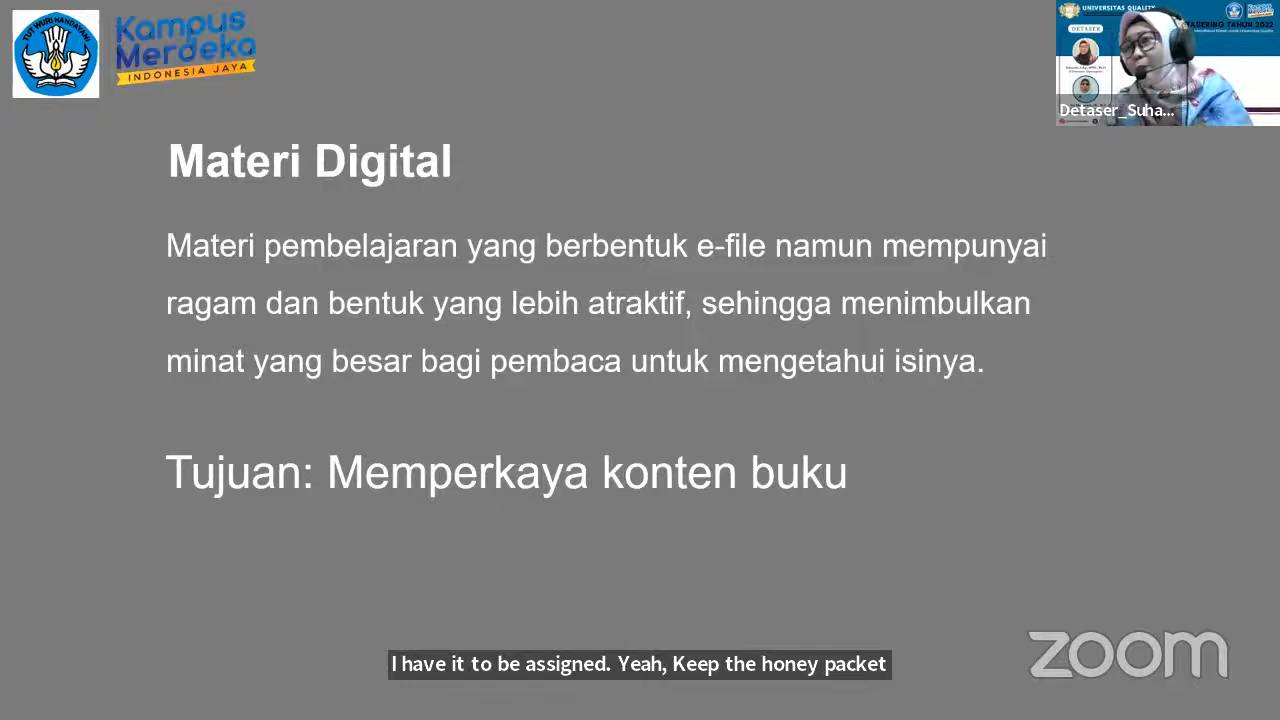 TUT WURI HANDAYANI
Kampus
Merdeka
INDONESIA JAYA
UNIVERSITAS QUALITY
DETASER
TASERING TAHUN 2022
Detaser_Suha...
Materi Digital
Materi pembelajaran yang berbentuk e-file namun mempunyai
ragam dan bentuk yang lebih atraktif, sehingga menimbulkan
minat yang besar bagi pembaca untuk mengetahui isinya.
Tujuan: Memperkaya konten buku
I have it to be assigned. Yeah, Keep the honey packet
zoom